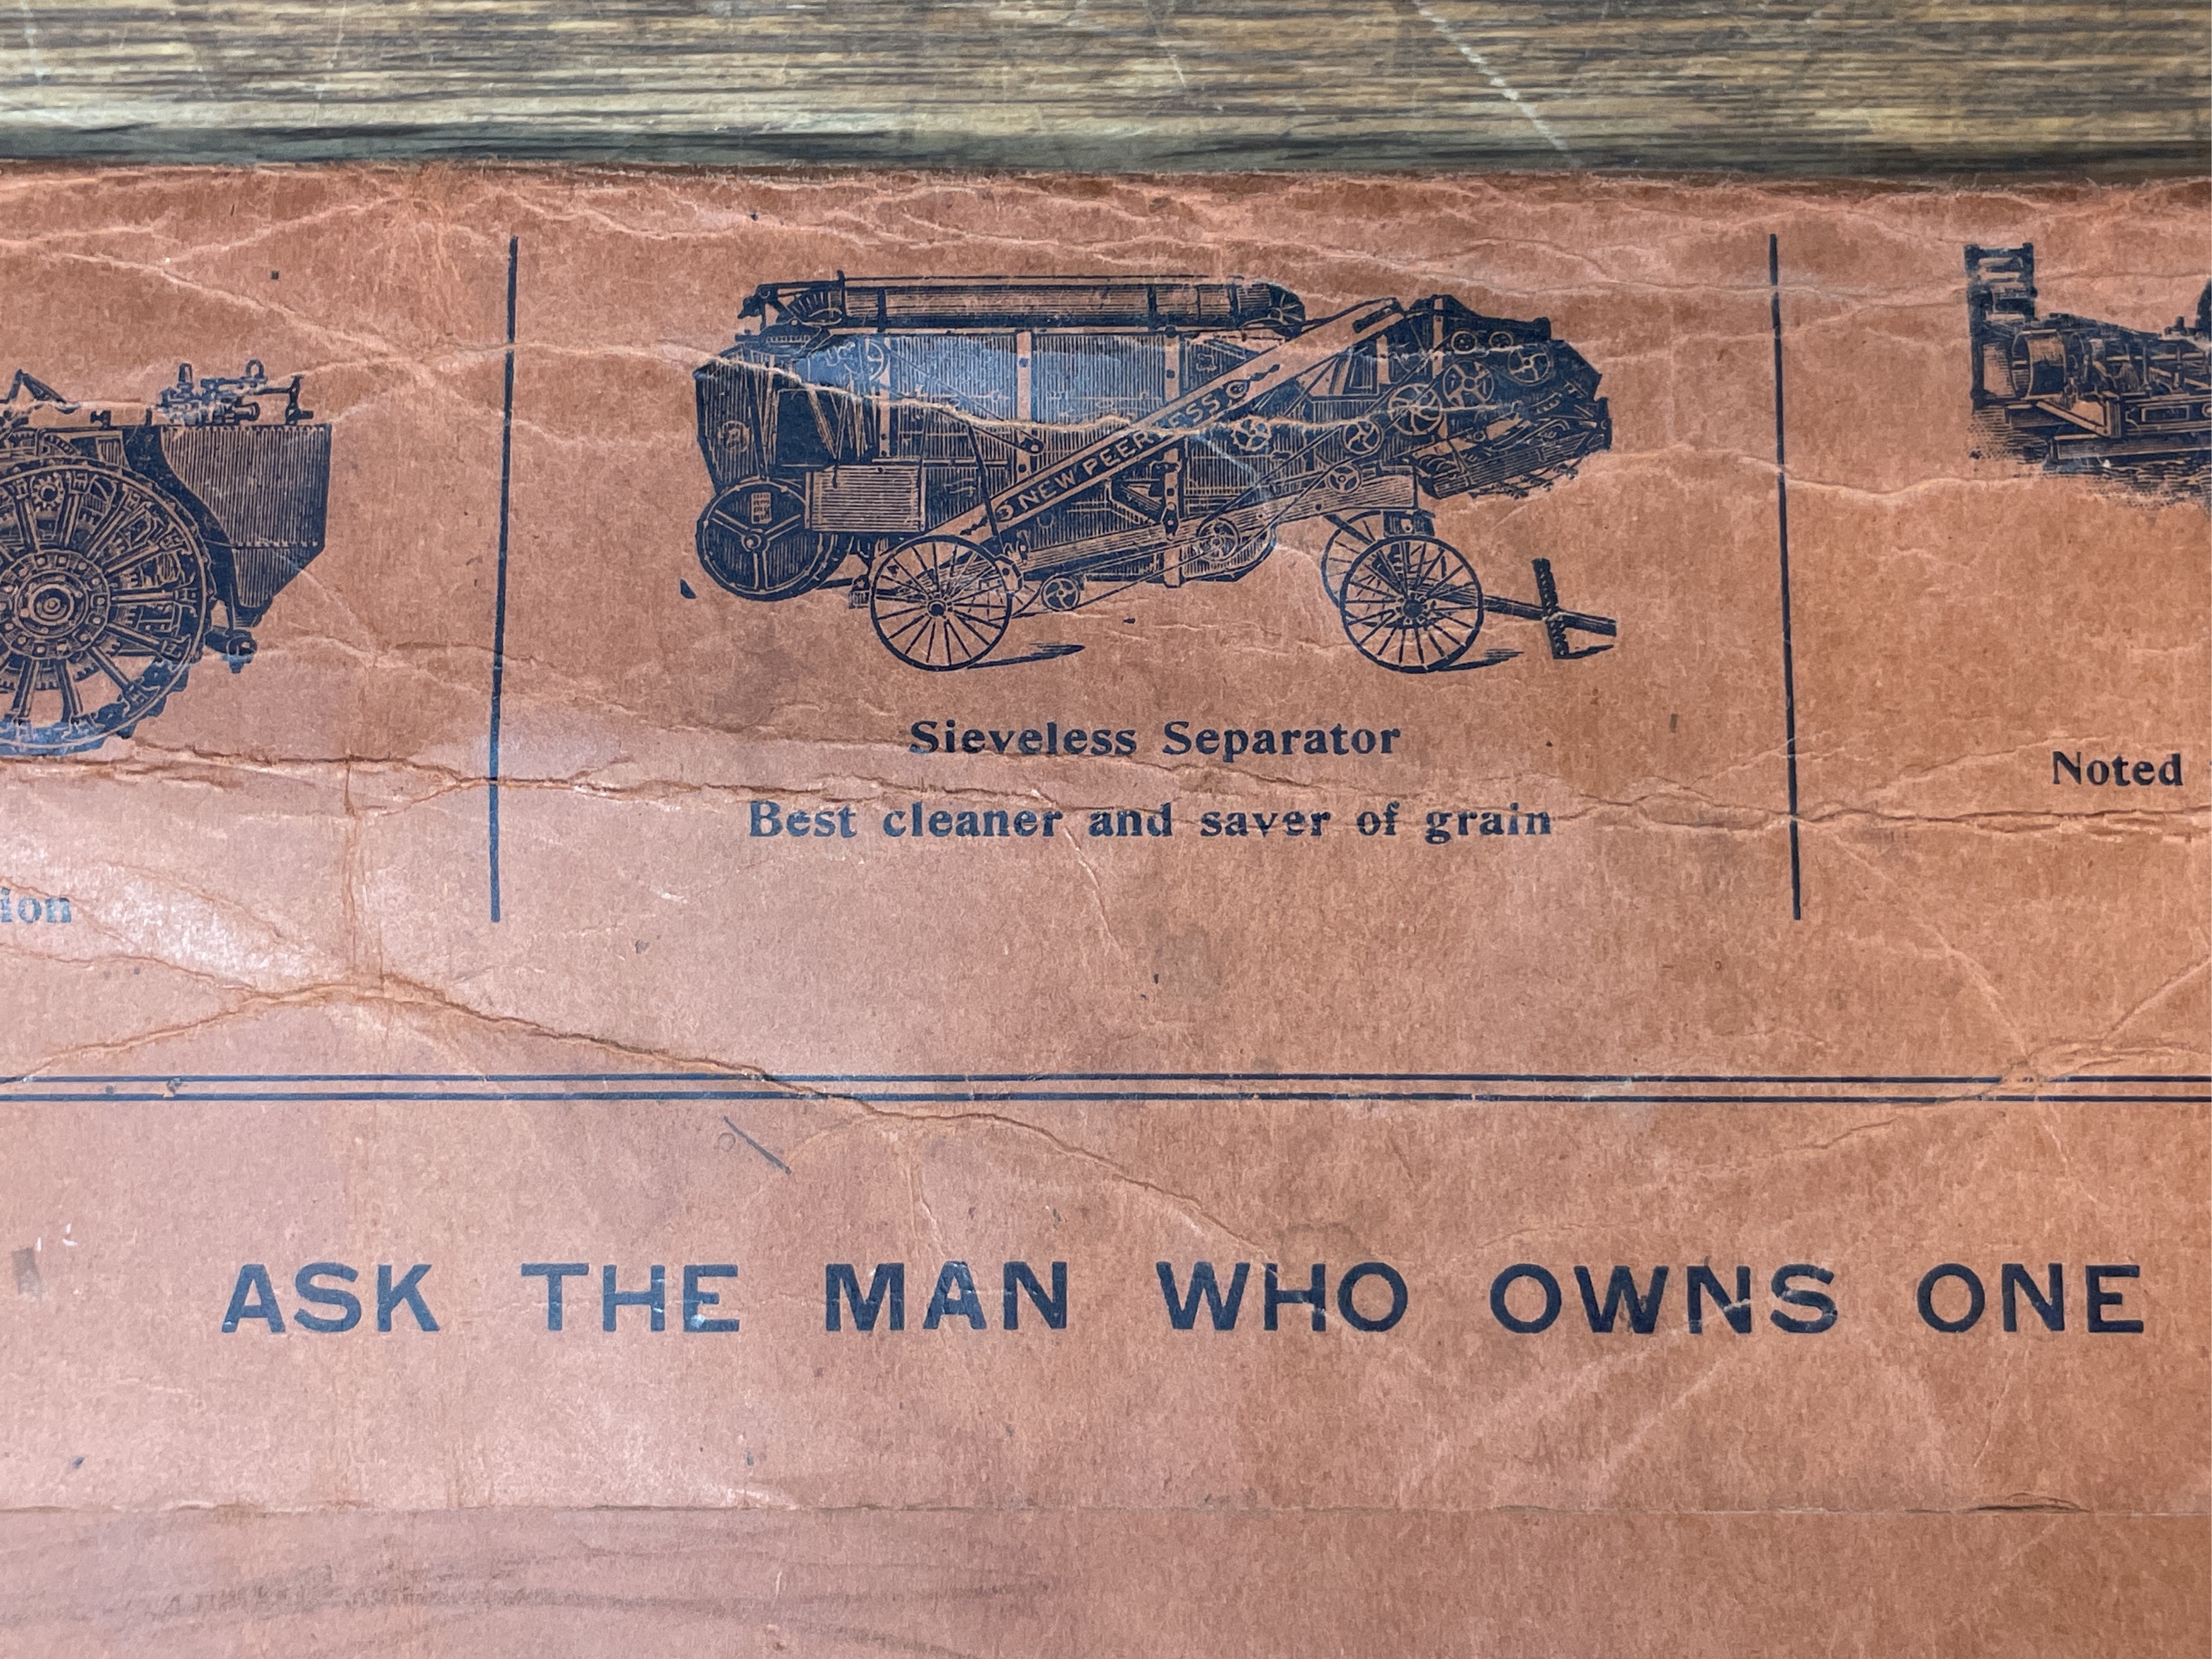 NEW PEERLESS
Sieveless Separator
Best cleaner and saver of grain
ion
Noted
ASK THE MAN WHO OWNS ONE